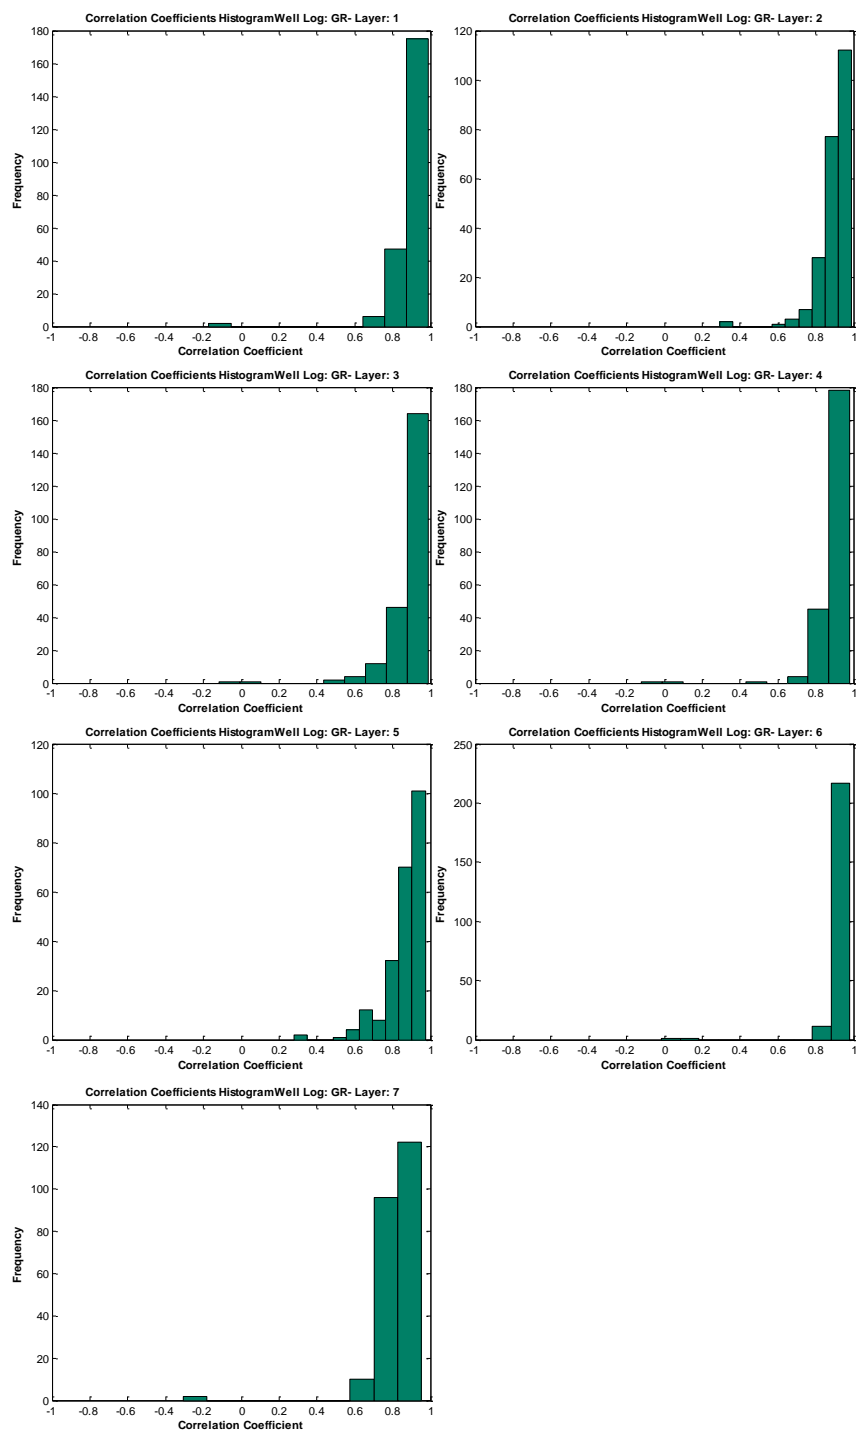 Correlation Coefficients HistogramWell Log: GR- Layer: 1
180
160
140
120
100
80
60
40
20
0
Frequency
-1 -0.8 -0.6 -0.4 -0.2 0 0.2 0.4 0.6 0.8 1
Correlation Coefficient
Correlation Coefficients HistogramWell Log: GR- Layer: 2
120
100
80
60
40
20
0
Frequency
-1 -0.8 -0.6 -0.4 -0.2 0 0.2 0.4 0.6 0.8 1
Correlation Coefficient
Correlation Coefficients HistogramWell Log: GR- Layer: 3
180
160
140
120
100
80
60
40
20
0
Frequency
-1 -0.8 -0.6 -0.4 -0.2 0 0.2 0.4 0.6 0.8 1
Correlation Coefficient
Correlation Coefficients HistogramWell Log: GR- Layer: 4
180
160
140
120
100
80
60
40
20
0
Frequency
-1 -0.8 -0.6 -0.4 -0.2 0 0.2 0.4 0.6 0.8 1
Correlation Coefficient
Correlation Coefficients HistogramWell Log: GR- Layer: 5
120
100
80
60
40
20
0
Frequency
-1 -0.8 -0.6 -0.4 -0.2 0 0.2 0.4 0.6 0.8 1
Correlation Coefficient
Correlation Coefficients HistogramWell Log: GR- Layer: 6
250
200
150
100
50
0
Frequency
-1 -0.8 -0.6 -0.4 -0.2 0 0.2 0.4 0.6 0.8 1
Correlation Coefficient
Correlation Coefficients HistogramWell Log: GR- Layer: 7
140
120
100
80
60
40
20
0
Frequency
-1 -0.8 -0.6 -0.4 -0.2 0 0.2 0.4 0.6 0.8 1
Correlation Coefficient